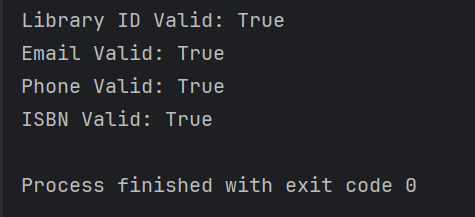 Library ID Valid: True
Email Valid: True
Phone Valid: True
ISBN Valid: True
Process finished with exit code 0